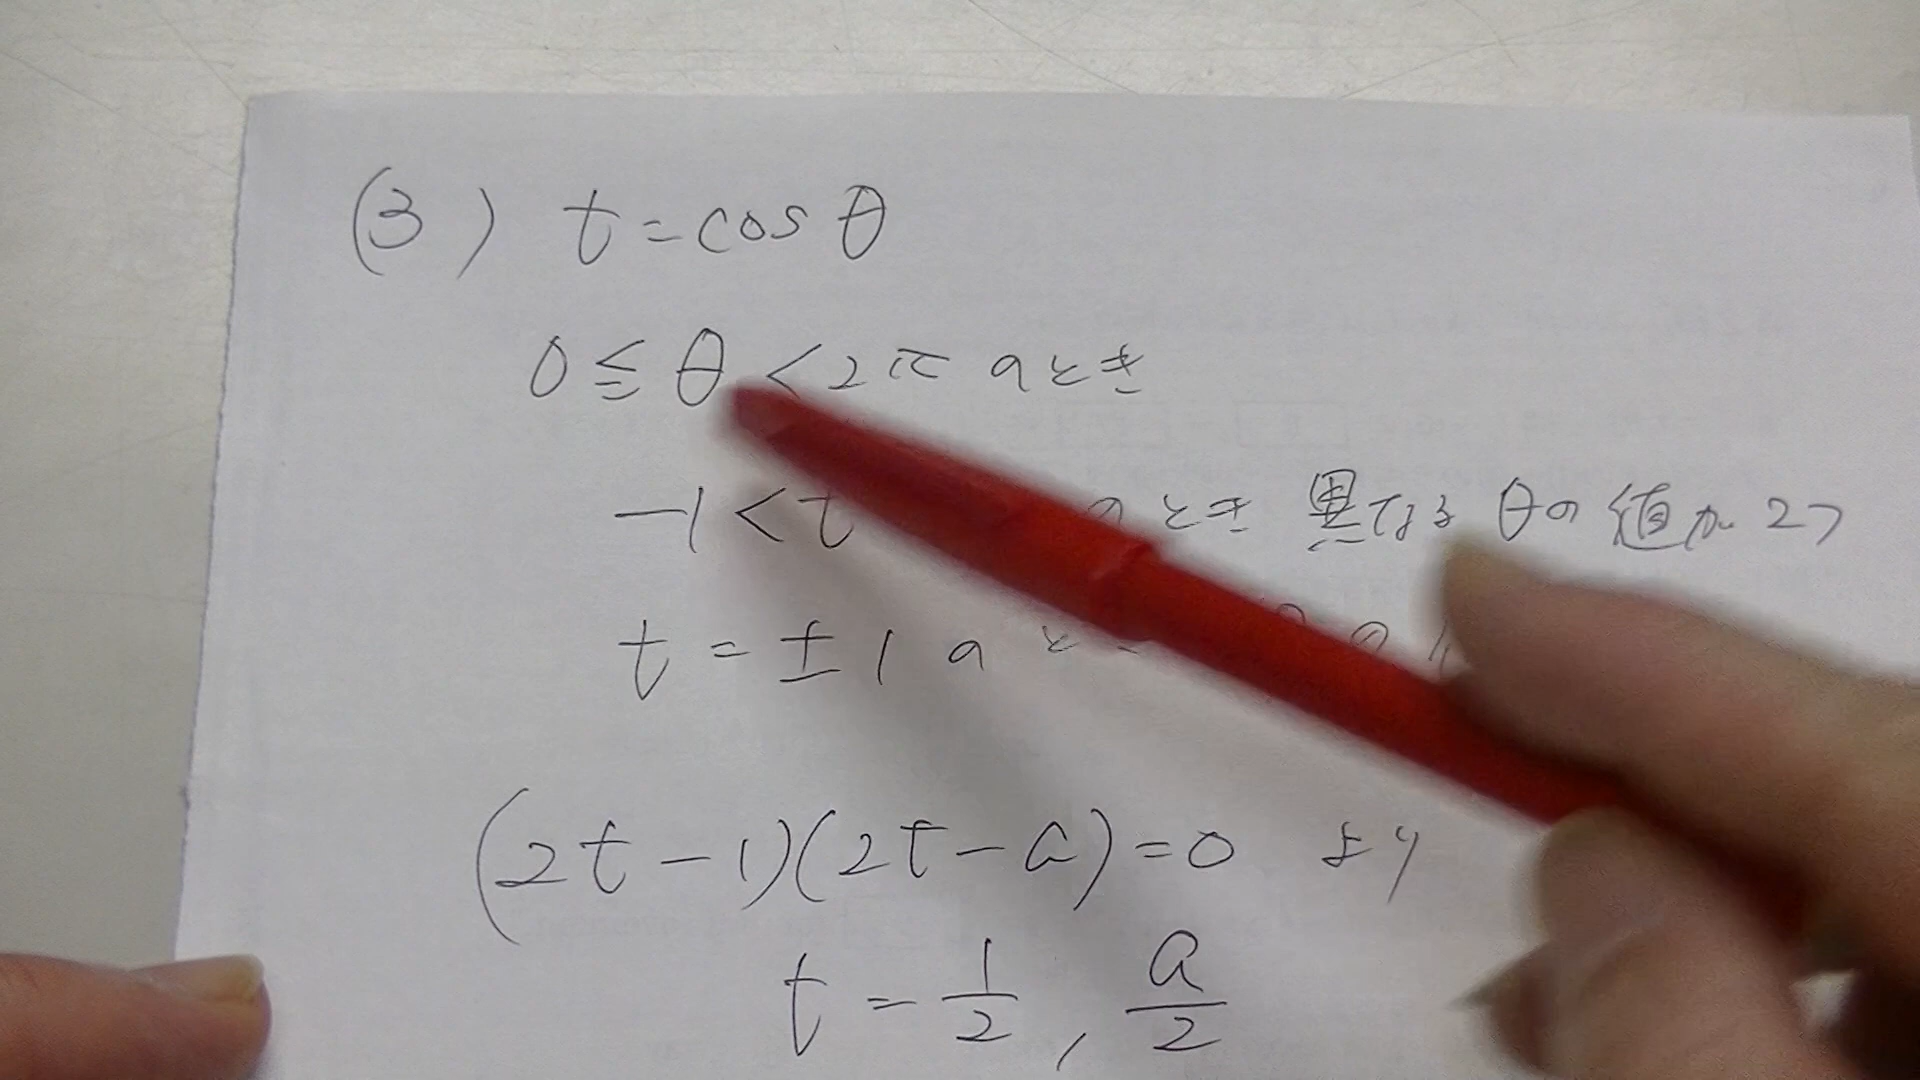 (3) t = cos θ
0 ≦ θ < 2π のとき
-1 < t のとき 異なる θの値が 2つ
t = ±1 のと
(2t-1)(2t-a)=0 より
t = 1/2 , a/2